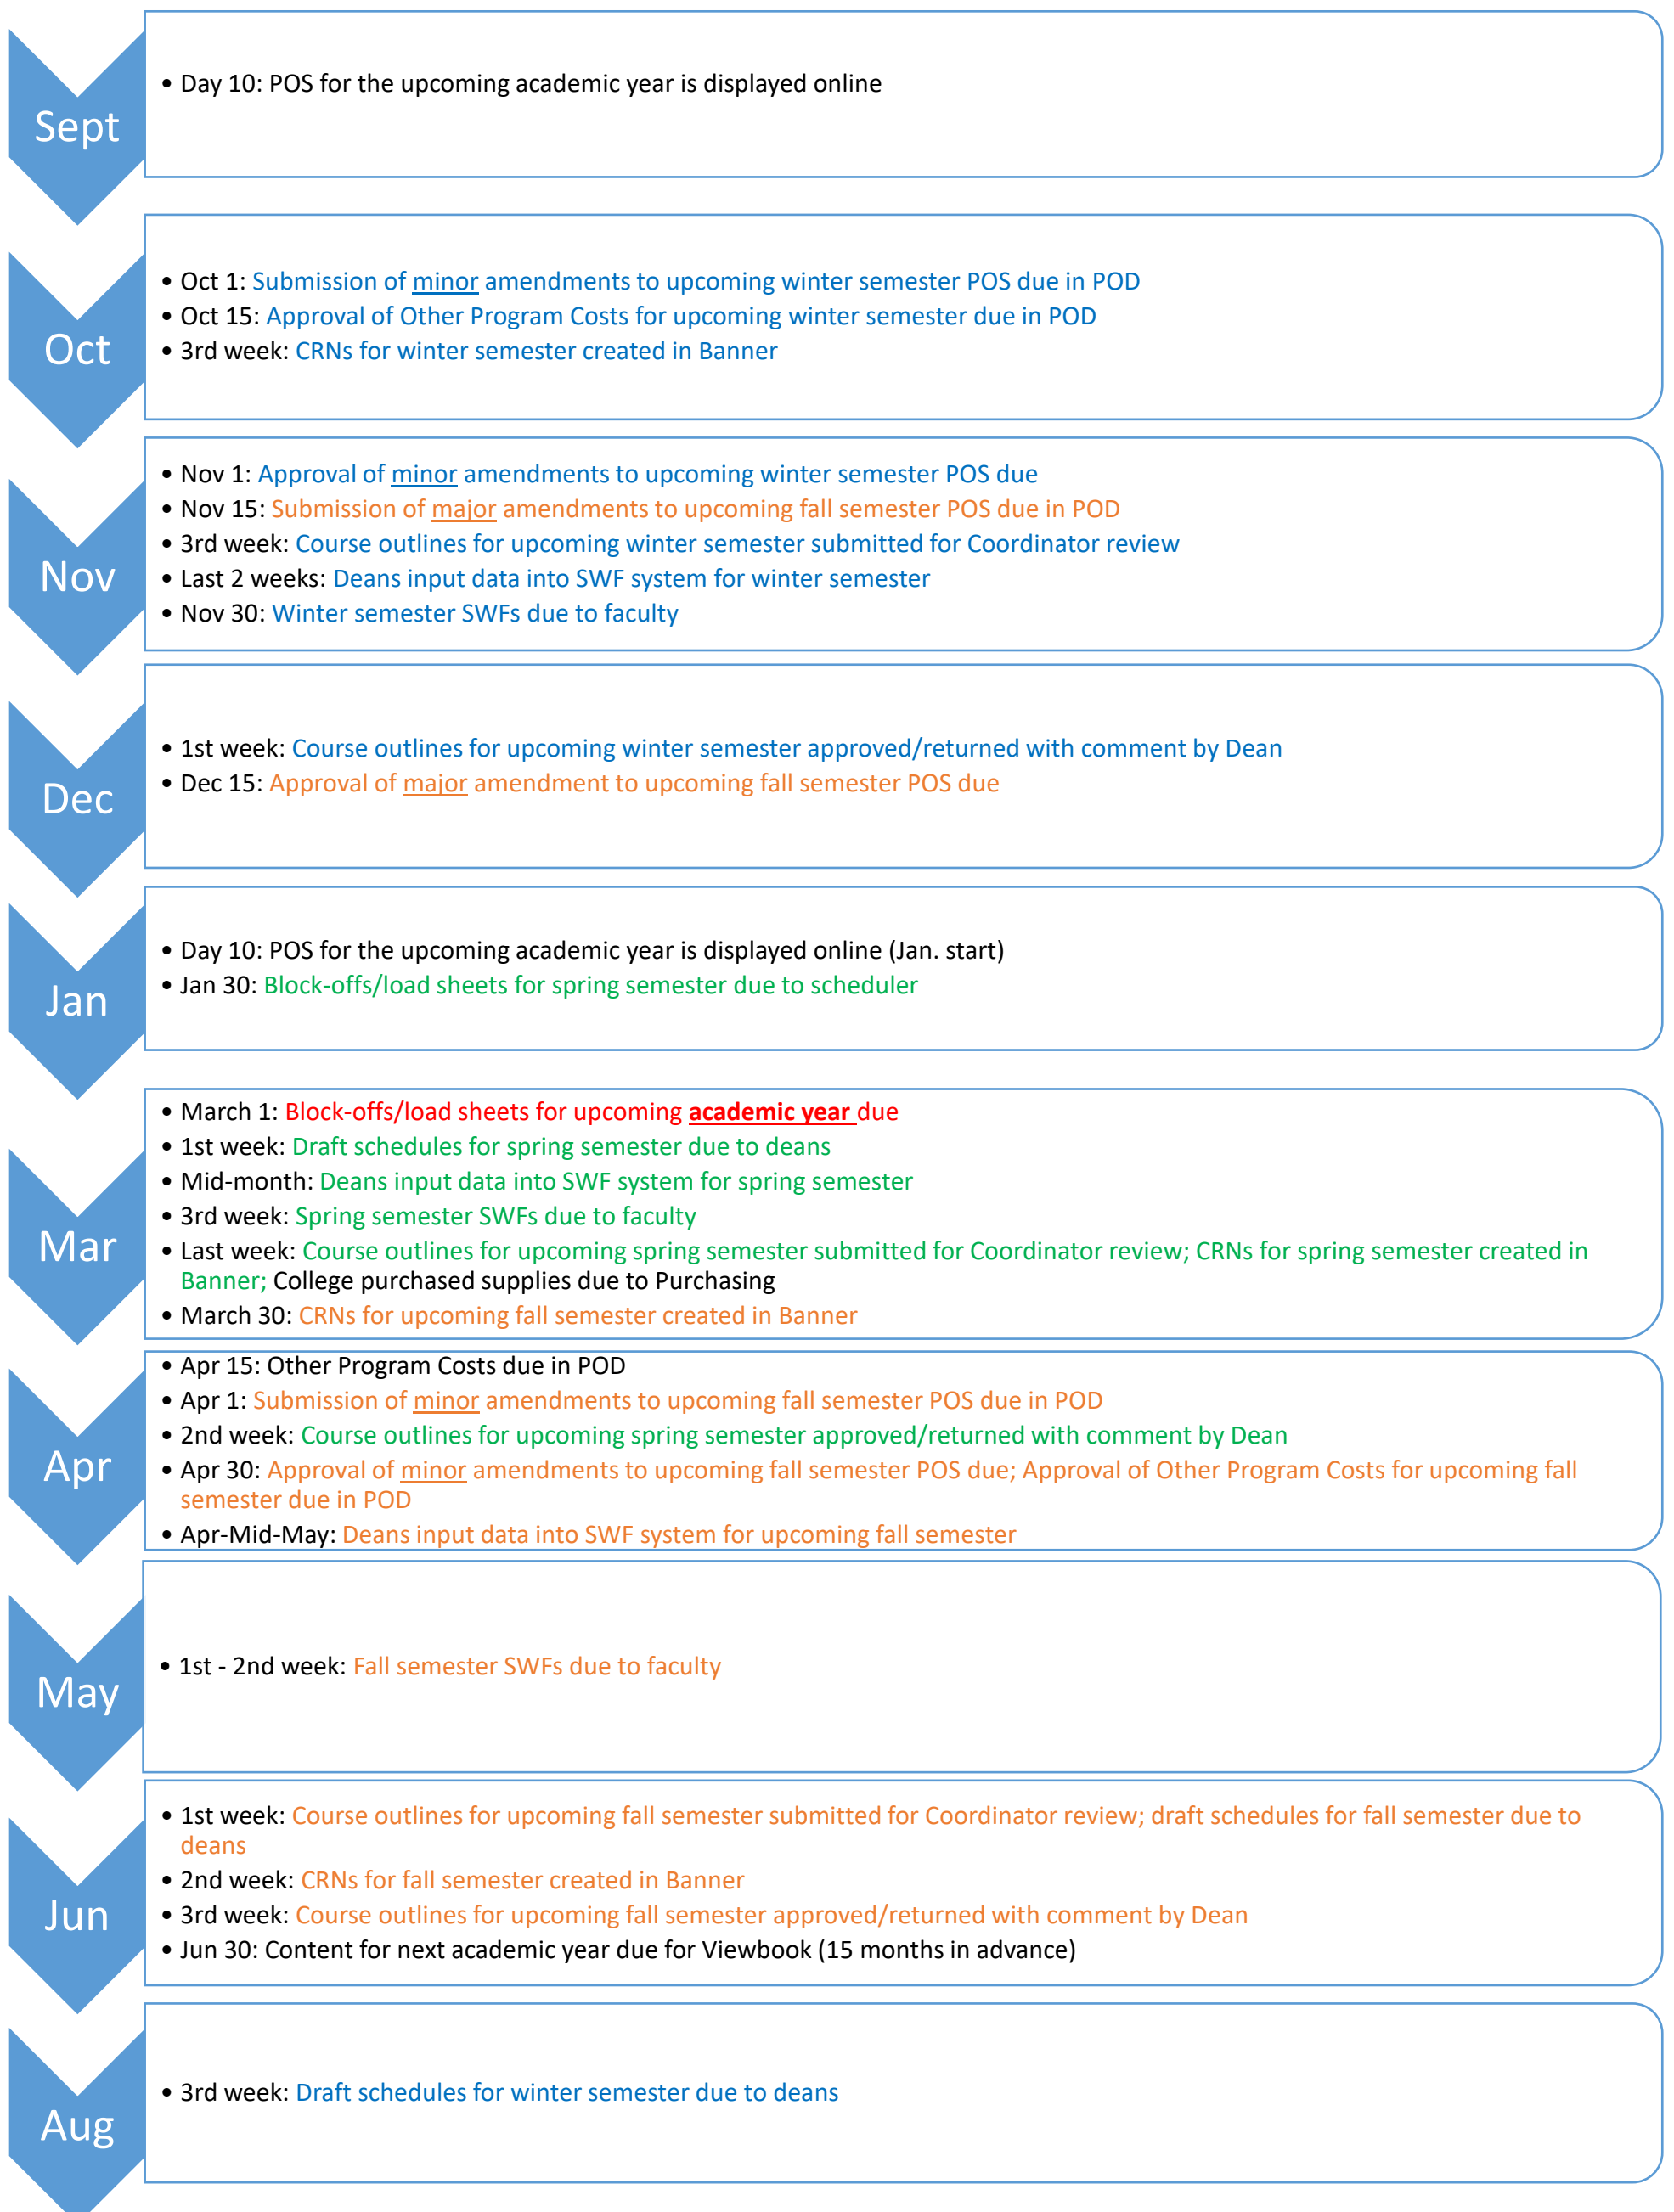 Sept
• Day 10: POS for the upcoming academic year is displayed online
Oct
• Oct 1: Submission of minor amendments to upcoming winter semester POS due in POD
• Oct 15: Approval of Other Program Costs for upcoming winter semester due in POD
• 3rd week: CRNs for winter semester created in Banner
Nov
• Nov 1: Approval of minor amendments to upcoming winter semester POS due
• Nov 15: Submission of major amendments to upcoming fall semester POS due in POD
• 3rd week: Course outlines for upcoming winter semester submitted for Coordinator review
• Last 2 weeks: Deans input data into SWF system for winter semester
• Nov 30: Winter semester SWFs due to faculty
Dec
• 1st week: Course outlines for upcoming winter semester approved/returned with comment by Dean
• Dec 15: Approval of major amendment to upcoming fall semester POS due
Jan
• Day 10: POS for the upcoming academic year is displayed online (Jan. start)
• Jan 30: Block-offs/load sheets for spring semester due to scheduler
Mar
• March 1: Block-offs/load sheets for upcoming academic year due
• 1st week: Draft schedules for spring semester due to deans
• Mid-month: Deans input data into SWF system for spring semester
• 3rd week: Spring semester SWFs due to faculty
• Last week: Course outlines for upcoming spring semester submitted for Coordinator review; CRNs for spring semester created in
Banner; College purchased supplies due to Purchasing
• March 30: CRNs for upcoming fall semester created in Banner
Apr
• Apr 15: Other Program Costs due in POD
• Apr 1: Submission of minor amendments to upcoming fall semester POS due in POD
• 2nd week: Course outlines for upcoming spring semester approved/returned with comment by Dean
• Apr 30: Approval of minor amendments to upcoming fall semester POS due; Approval of Other Program Costs for upcoming fall
semester due in POD
• Apr-Mid-May: Deans input data into SWF system for upcoming fall semester
May
• 1st - 2nd week: Fall semester SWFs due to faculty
Jun
• 1st week: Course outlines for upcoming fall semester submitted for Coordinator review; draft schedules for fall semester due to
deans
• 2nd week: CRNs for fall semester created in Banner
• 3rd week: Course outlines for upcoming fall semester approved/returned with comment by Dean
• Jun 30: Content for next academic year due for Viewbook (15 months in advance)
Aug
• 3rd week: Draft schedules for winter semester due to deans